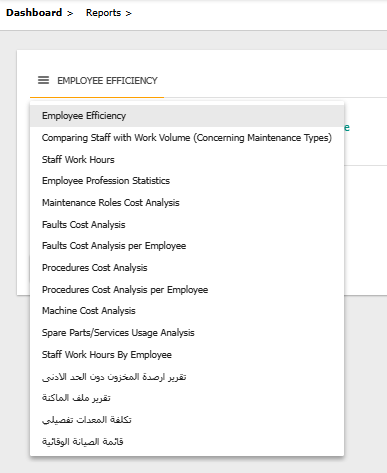 Dashboard > Reports >
EMPLOYEE EFFICIENCY
Employee Efficiency
Comparing Staff with Work Volume (Concerning Maintenance Types)
Staff Work Hours
Employee Profession Statistics
Maintenance Roles Cost Analysis
Faults Cost Analysis
Faults Cost Analysis per Employee
Procedures Cost Analysis
Procedures Cost Analysis per Employee
Machine Cost Analysis
Spare Parts/Services Usage Analysis
Staff Work Hours By Employee
تقرير ارصدة المخزون دون الحد الأدنى
تقرير ملف الماكنة
تكلفة المعدات تفصيلي
قائمة الصيانة الوقائية